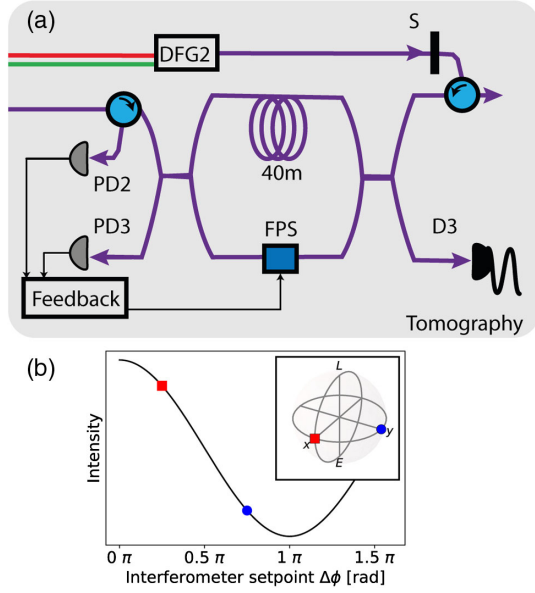 (a)
S
DFG2
40m
PD2
PD3
FPS
D3
Feedback
Tomography
(b)
L
y
x
E
Intensity
0 π
0.5 π
1 π
1.5 π
Interferometer setpoint Δϕ [rad]